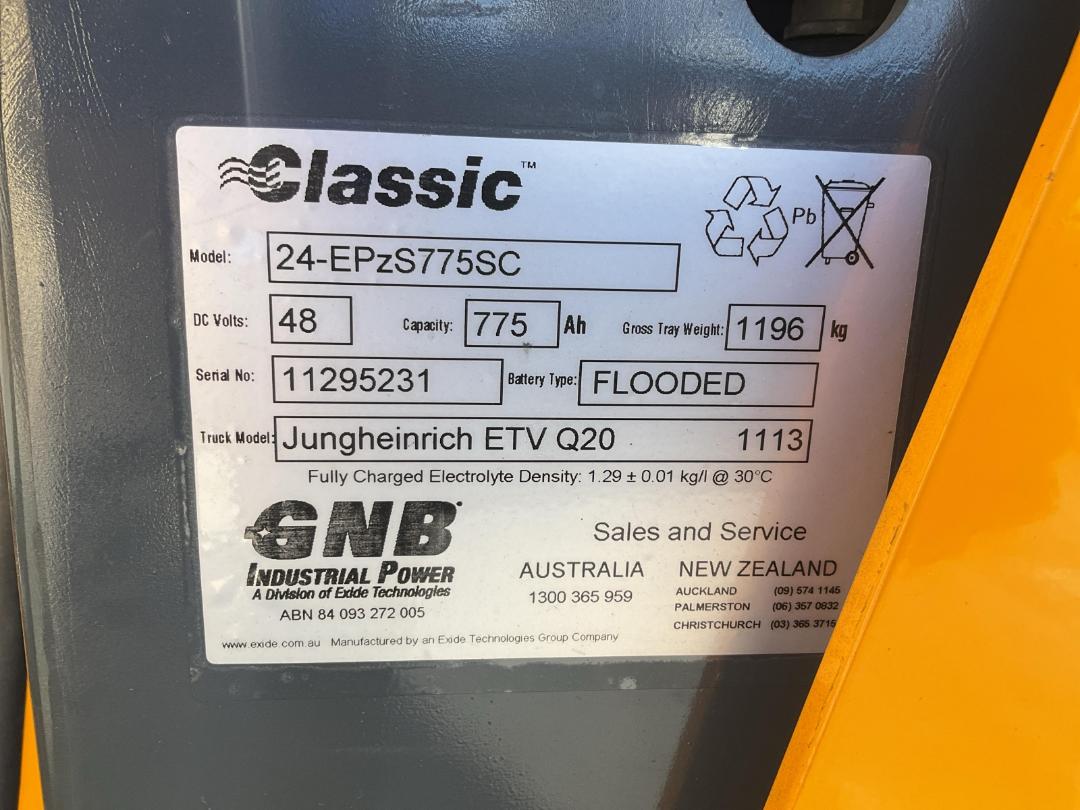 Classic™
Pb
Model: 24-EPzS775SC
DC Volts: 48 Capacity: 775 Ah Gross Tray Weight: 1196 kg
Serial No: 11295231 Battery Type: FLOODED
Truck Model: Jungheinrich ETV Q20 1113
Fully Charged Electrolyte Density: 1.29 ± 0.01 kg/l @ 30°C
GNB
INDUSTRIAL POWER
A Division of Exide Technologies
ABN 84 093 272 005
Sales and Service
AUSTRALIA NEW ZEALAND
1300 365 959
AUCKLAND (09) 574 1145
PALMERSTON (06) 357 0832
CHRISTCHURCH (03) 365 3715
www.exide.com.au Manufactured by an Exide Technologies Group Company